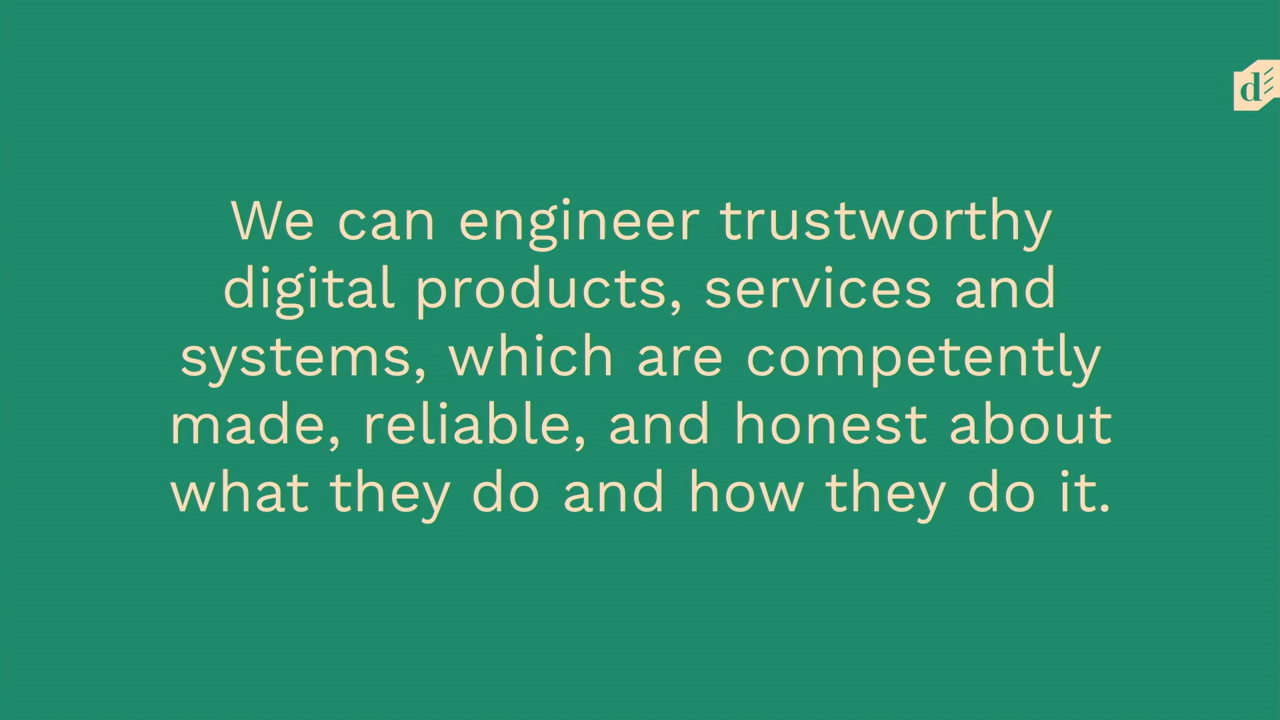 d
We can engineer trustworthy
digital products, services and
systems, which are competently
made, reliable, and honest about
what they do and how they do it.